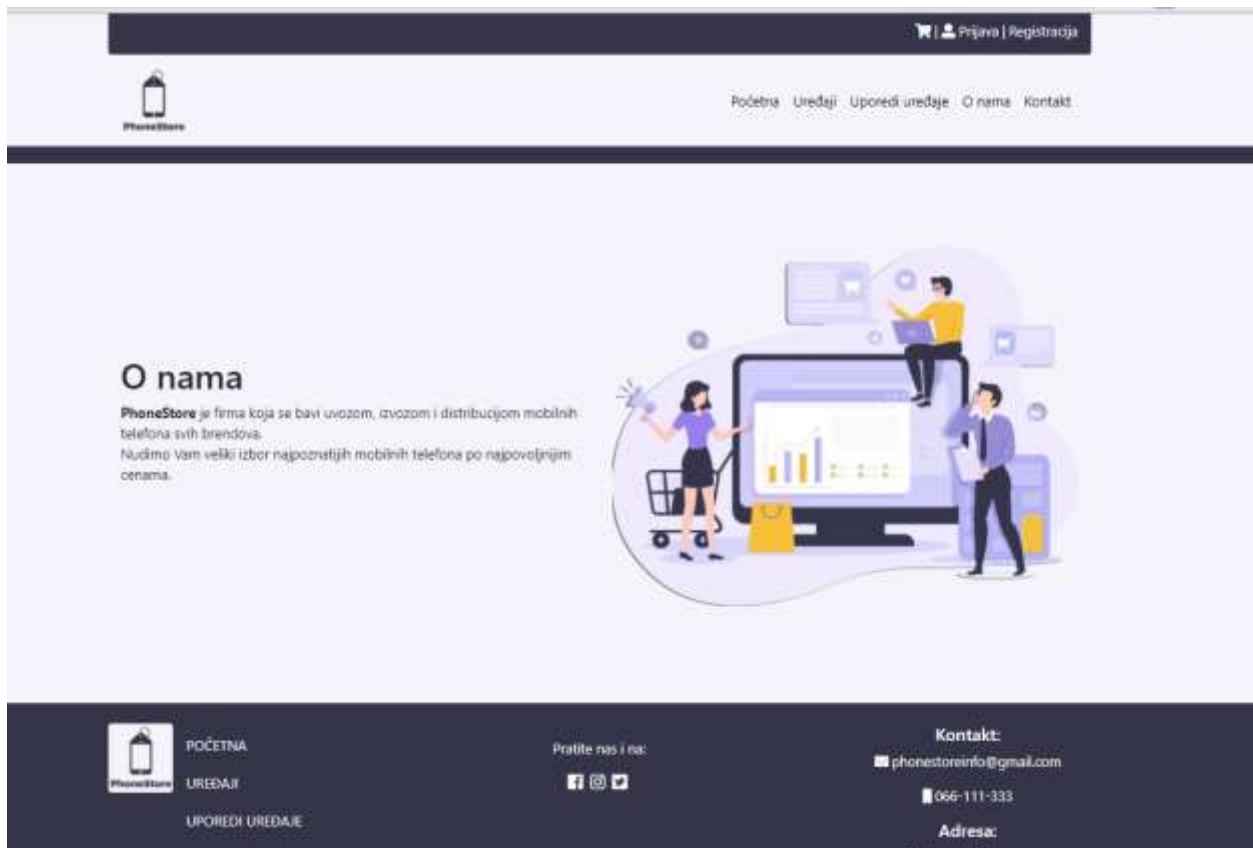 Prijava | Registracija
PhoneStore
Početna Uređaji Uporedi uređaje O nama Kontakt
O nama
PhoneStore je firma koja se bavi uvozom, izvozom i distribucijom mobilnih
telefona svih brendova.
Nudimo Vam veliki izbor najpoznatijih mobilnih telefona po najpovoljnijim
cenama.
PhoneStore
POČETNA
UREĐAJI
UPOREDI UREĐAJE
Pratite nas i na:
Kontakt:
phonestoreinfo@gmail.com
066-111-333
Adresa: